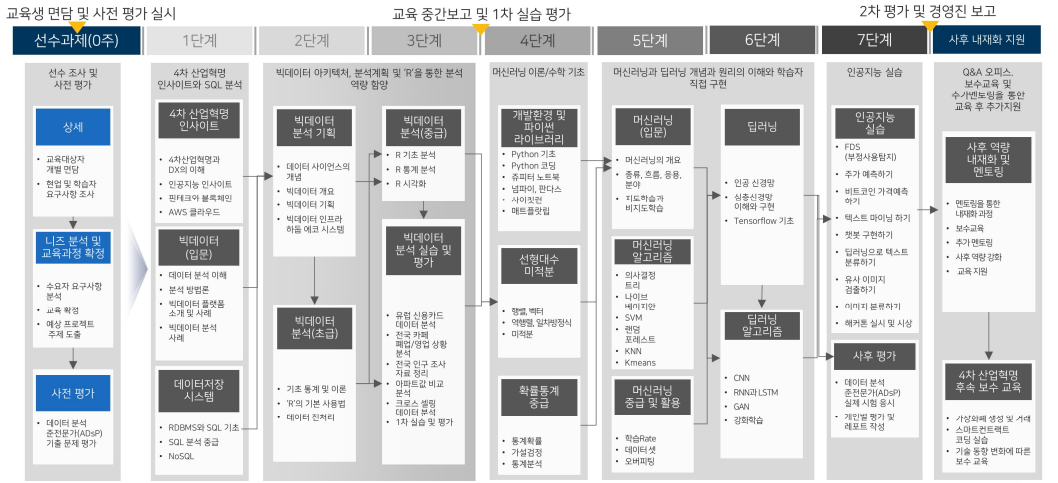 교육생 면담 및 사전 평가 실시
교육 중간보고 및 1차 실습 평가
2차 평가 및 경영진 보고
선수과제(0주)
1단계
2단계
3단계
4단계
5단계
6단계
7단계
사후 내재화 지원
선수 조사 및
사전 평가
상세
• 교육대상자
개별 면담
• 현업 및 학습자
요구사항 조사
니즈 분석 및
교육과정 확정
• 수요자 요구사항
분석
• 교육 확정
• 예상 프로젝트
주제 도출
사전 평가
• 데이터 분석
준전문가(ADsP)
기출 문제 평가
4차 산업혁명
인사이트와 SQL 분석
4차 산업혁명
인사이트
• 4차산업혁명과
DX의 이해
• 인공지능 인사이트
• 핀테크와 블록체인
• AWS 클라우드
빅데이터
(입문)
• 데이터 분석 이해
• 분석 방법론
• 빅데이터 플랫폼
소개 및 사례
• 빅데이터 분석
사례
데이터저장
시스템
• RDBMS와 SQL 기초
• SQL 분석 중급
• NoSQL
빅데이터 아키텍처, 분석계획 및 'R'을 통한 분석
역량 함양
빅데이터
분석 기획
• 데이터 사이언스의
개념
• 빅데이터 개요
• 빅데이터 기획
• 빅데이터 인프라
하둡 에코 시스템
빅데이터
분석(초급)
• 기초 통계 및 이론
• 'R'의 기본 사용법
• 데이터 전처리
빅데이터
분석(중급)
• R 기초 분석
• R 통계 분석
• R 시각화
빅데이터
분석 실습 및
평가
• 유럽 신용카드
데이터 분석
• 전국 카페
폐업/영업 상황
분석
• 전국 인구 조사
자료 정리
• 아파트값 비교
분석
• 크로스 셀링
데이터 분석
• 1차 실습 및 평가
머신러닝 이론/수학 기초
개발환경 및
파이썬
라이브러리
• Python 기초
• Python 코딩
• 쥬피터 노트북
• 넘파이, 판다스
• 사이킷런
• 매트플랏립
선형대수
미적분
• 행렬, 벡터
• 역행렬, 일차방정식
• 미적분
확률통계
중급
• 통계확률
• 가설검정
• 통계분석
머신러닝과 딥러닝 개념과 원리의 이해와 학습자
직접 구현
머신러닝
(입문)
• 머신러닝의 개요
• 종류, 흐름, 응용,
분야
• 지도학습과
비지도학습
머신러닝
알고리즘
• 의사결정
트리
• 나이브
베이지안
• SVM
• 랜덤
포레스트
• KNN
• Kmeans
머신러닝
중급 및 활용
• 학습Rate
• 데이터셋
• 오버피팅
딥러닝
• 인공 신경망
• 심층신경망
이해와 구현
• Tensorflow 기초
딥러닝
알고리즘
• CNN
• RNN과 LSTM
• GAN
• 강화학습
인공지능 실습
인공지능
실습
• FDS
(부정사용탐지)
• 주가 예측하기
• 비트코인 가격예측
하기
• 텍스트 마이닝 하기
• 챗봇 구현하기
• 딥러닝으로 텍스트
분류하기
• 유사 이미지
검출하기
• 이미지 분류하기
• 해커톤 실시 및 시상
사후 평가
• 데이터 분석
준전문가(ADsP)
실제 시험 응시
• 개인별 평가 및
레포트 작성
Q&A 오피스,
보수교육 및
수가멘토링을 통한
교육 후 추가지원
사후 역량
내재화 및
멘토링
• 멘토링을 통한
내재화 과정
• 보수교육
• 추가 멘토링
• 사후 역량 강화
• 교육 지원
4차 산업혁명
후속 보수 교육
• 가상화폐 생성 및 거래
• 스마트컨트랙트
코딩 실습
• 기술 동향 변화에 따른
보수 교육